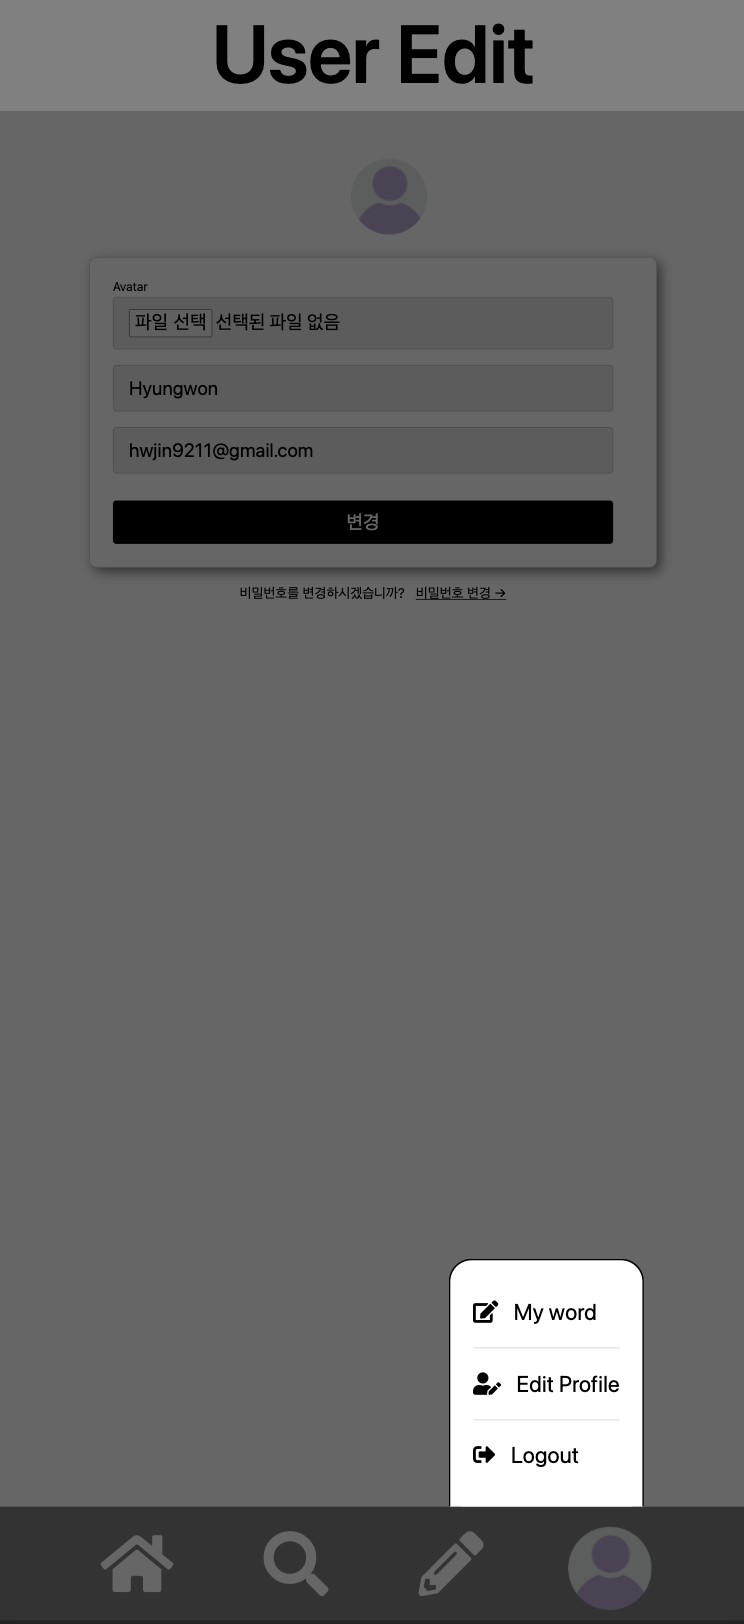 User Edit
Avatar
파일 선택 선택된 파일 없음
Hyungwon
hwjin9211@gmail.com
변경
비밀번호를 변경하시겠습니까? 비밀번호 변경 →
My word
Edit Profile
Logout